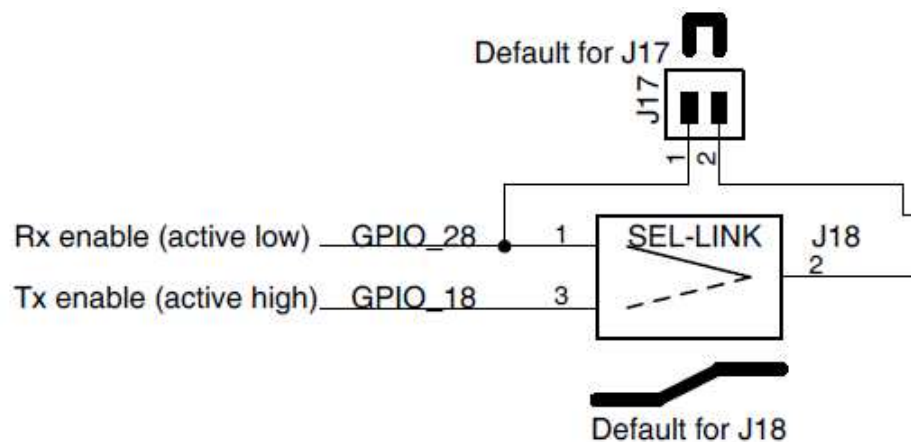 Default for J17
J17
1
2
Rx enable (active low) GPIO_28 1 SEL-LINK J18
2
Tx enable (active high) GPIO_18 3
Default for J18